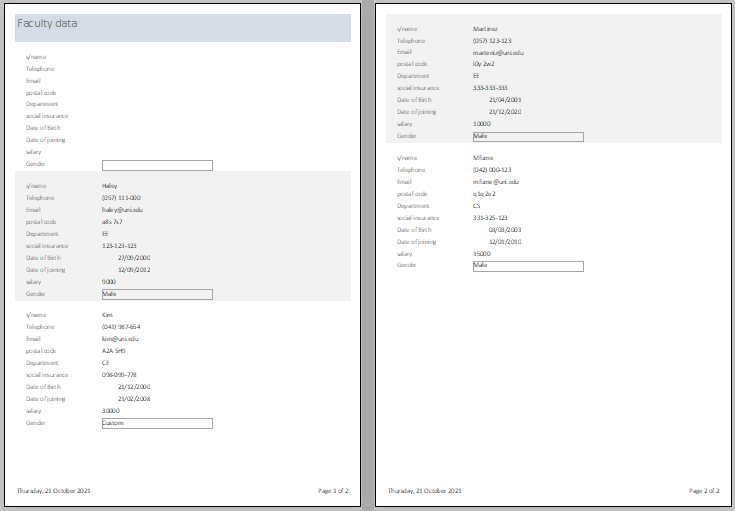 Faculty data
s/name
Telephone
Email
postal code
Department
social insurance
Date of Birth
Date of joining
salary
Gender
s/name Haley
Telephone (057) 111-000
Email haley@uni.edu
postal code a8s 7s7
Department EE
social insurance 123-123-123
Date of Birth 27/09/2000
Date of joining 12/09/2012
salary 9000
Gender Male
s/name Kim
Telephone (041) 987-654
Email kim@uni.edu
postal code A2A 5H9
Department CE
social insurance 098-099-778
Date of Birth 21/12/2000
Date of joining 21/02/2008
salary 30000
Gender Custom
Thursday, 21 October 2021 Page 1 of 2
s/name Martinez
Telephone (057) 123-123
Email marteniz@uni.edu
postal code i0y 2w2
Department EE
social insurance 333-333-333
Date of Birth 21/04/2001
Date of joining 21/12/2020
salary 10000
Gender Male
s/name Mfume
Telephone (042) 000-123
Email mfume@uni.edu
postal code q1q 2e2
Department CS
social insurance 331-325-123
Date of Birth 03/03/2003
Date of joining 12/01/2010
salary 15000
Gender Male
Thursday, 21 October 2021 Page 2 of 2